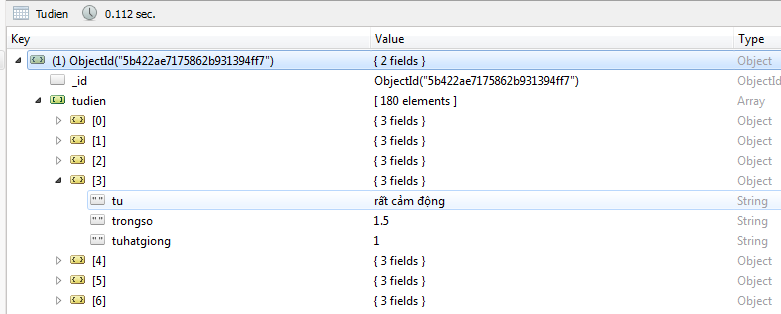 Tudien 0.112 sec.
Key Value Type
(1) ObjectId("5b422ae7175862b931394ff7") { 2 fields } Object
_id ObjectId("5b422ae7175862b931394ff7") ObjectId
tudien [ 180 elements ] Array
[0] { 3 fields } Object
[1] { 3 fields } Object
[2] { 3 fields } Object
[3] { 3 fields } Object
" " tu rất cảm động String
" " trongso 1.5 String
" " tuhatgiong 1 String
[4] { 3 fields } Object
[5] { 3 fields } Object
[6] { 3 fields } Object